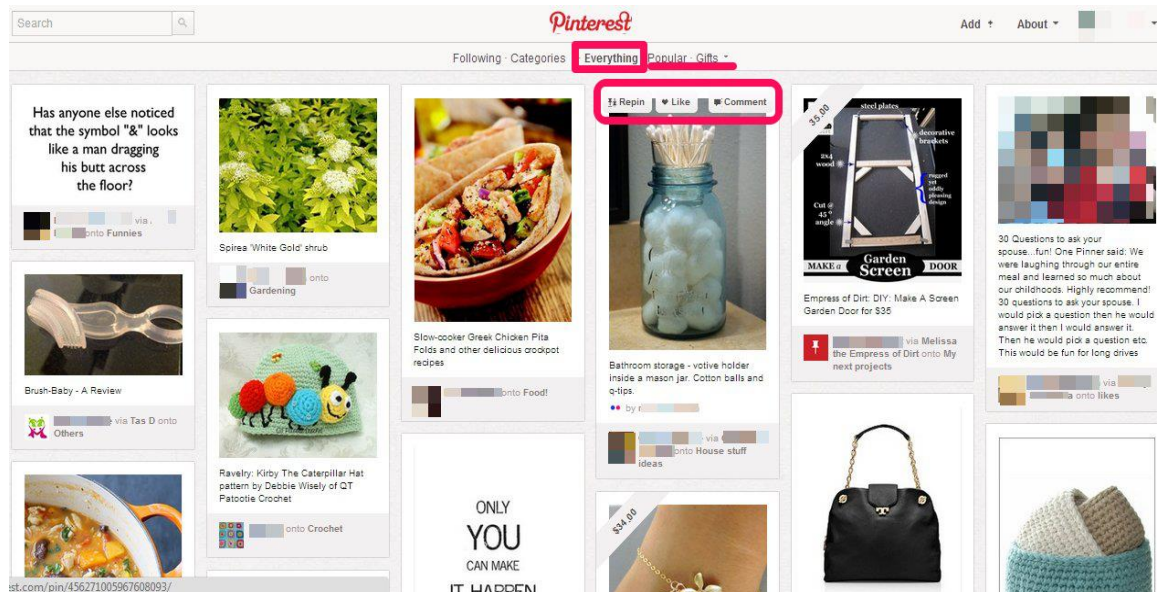 Search
Pinterest
Add +
About
Following · Categories
Everything
Popular · Gifts
Has anyone else noticed
that the symbol "&" looks
like a man dragging
his butt across
the floor?
via
onto Funnies
Brush-Baby - A Review
via Tas D onto
Others
est.com/pin/456271005967608093/
Spirea 'White Gold' shrub
onto
Gardening
Ravelry: Kirby The Caterpillar Hat
pattern by Debbie Wisely of QT
Patootie Crochet
onto Crochet
Slow-cooker Greek Chicken Pita
Folds and other delicious crockpot
recipes
onto Food!
ONLY
YOU
CAN MAKE
IT HAPPEN
Repin
Like
Comment
Bathroom storage - votive holder
inside a mason jar. Cotton balls and
q-tips.
by
via
onto House stuff
ideas
$34.00
35.00
steel plates
decorative
brackets
2x4
wood
rugged
yet
oddly
pleasing
design
Cut @
45°
angle
MAKE a Garden Screen DOOR
Empress of Dirt: DIY: Make A Screen
Garden Door for $35
via Melissa
the Empress of Dirt onto My
next projects
30 Questions to ask your
spouse...fun! One Pinner said: We
were laughing through our entire
meal and learned so much about
our childhoods. Highly recommend!
30 questions to ask your spouse. I
would pick a question then he would
answer it then I would answer it.
Then he would pick a question etc.
This would be fun for long drives
via
onto likes